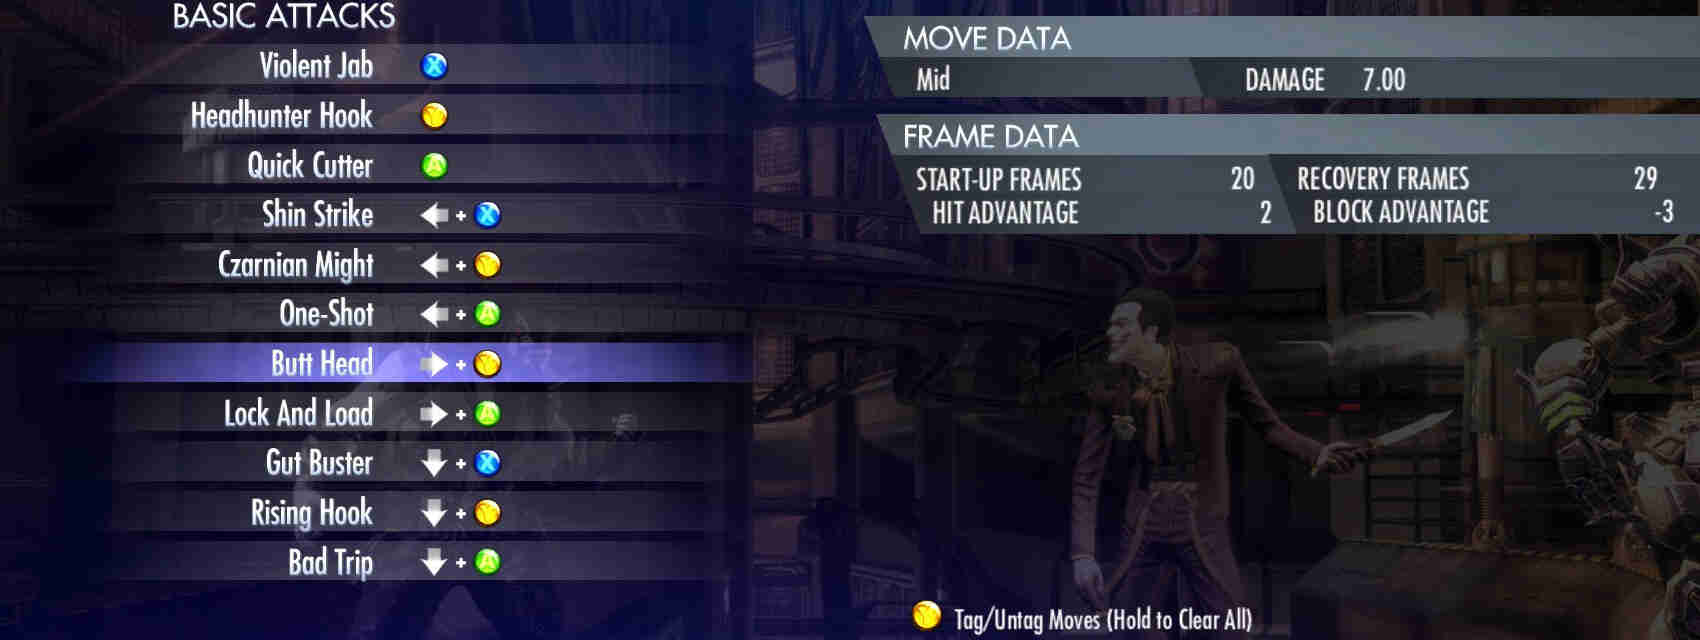 BASIC ATTACKS
Violent Jab X
Headhunter Hook Y
Quick Cutter A
Shin Strike + X
Czarnian Might + Y
One-Shot + A
Butt Head + Y
Lock And Load + A
Gut Buster + X
Rising Hook + Y
Bad Trip + A
MOVE DATA
Mid DAMAGE 7.00
FRAME DATA
START-UP FRAMES 20 RECOVERY FRAMES 29
HIT ADVANTAGE 2 BLOCK ADVANTAGE -3
Y Tag/Untag Moves (Hold to Clear All)